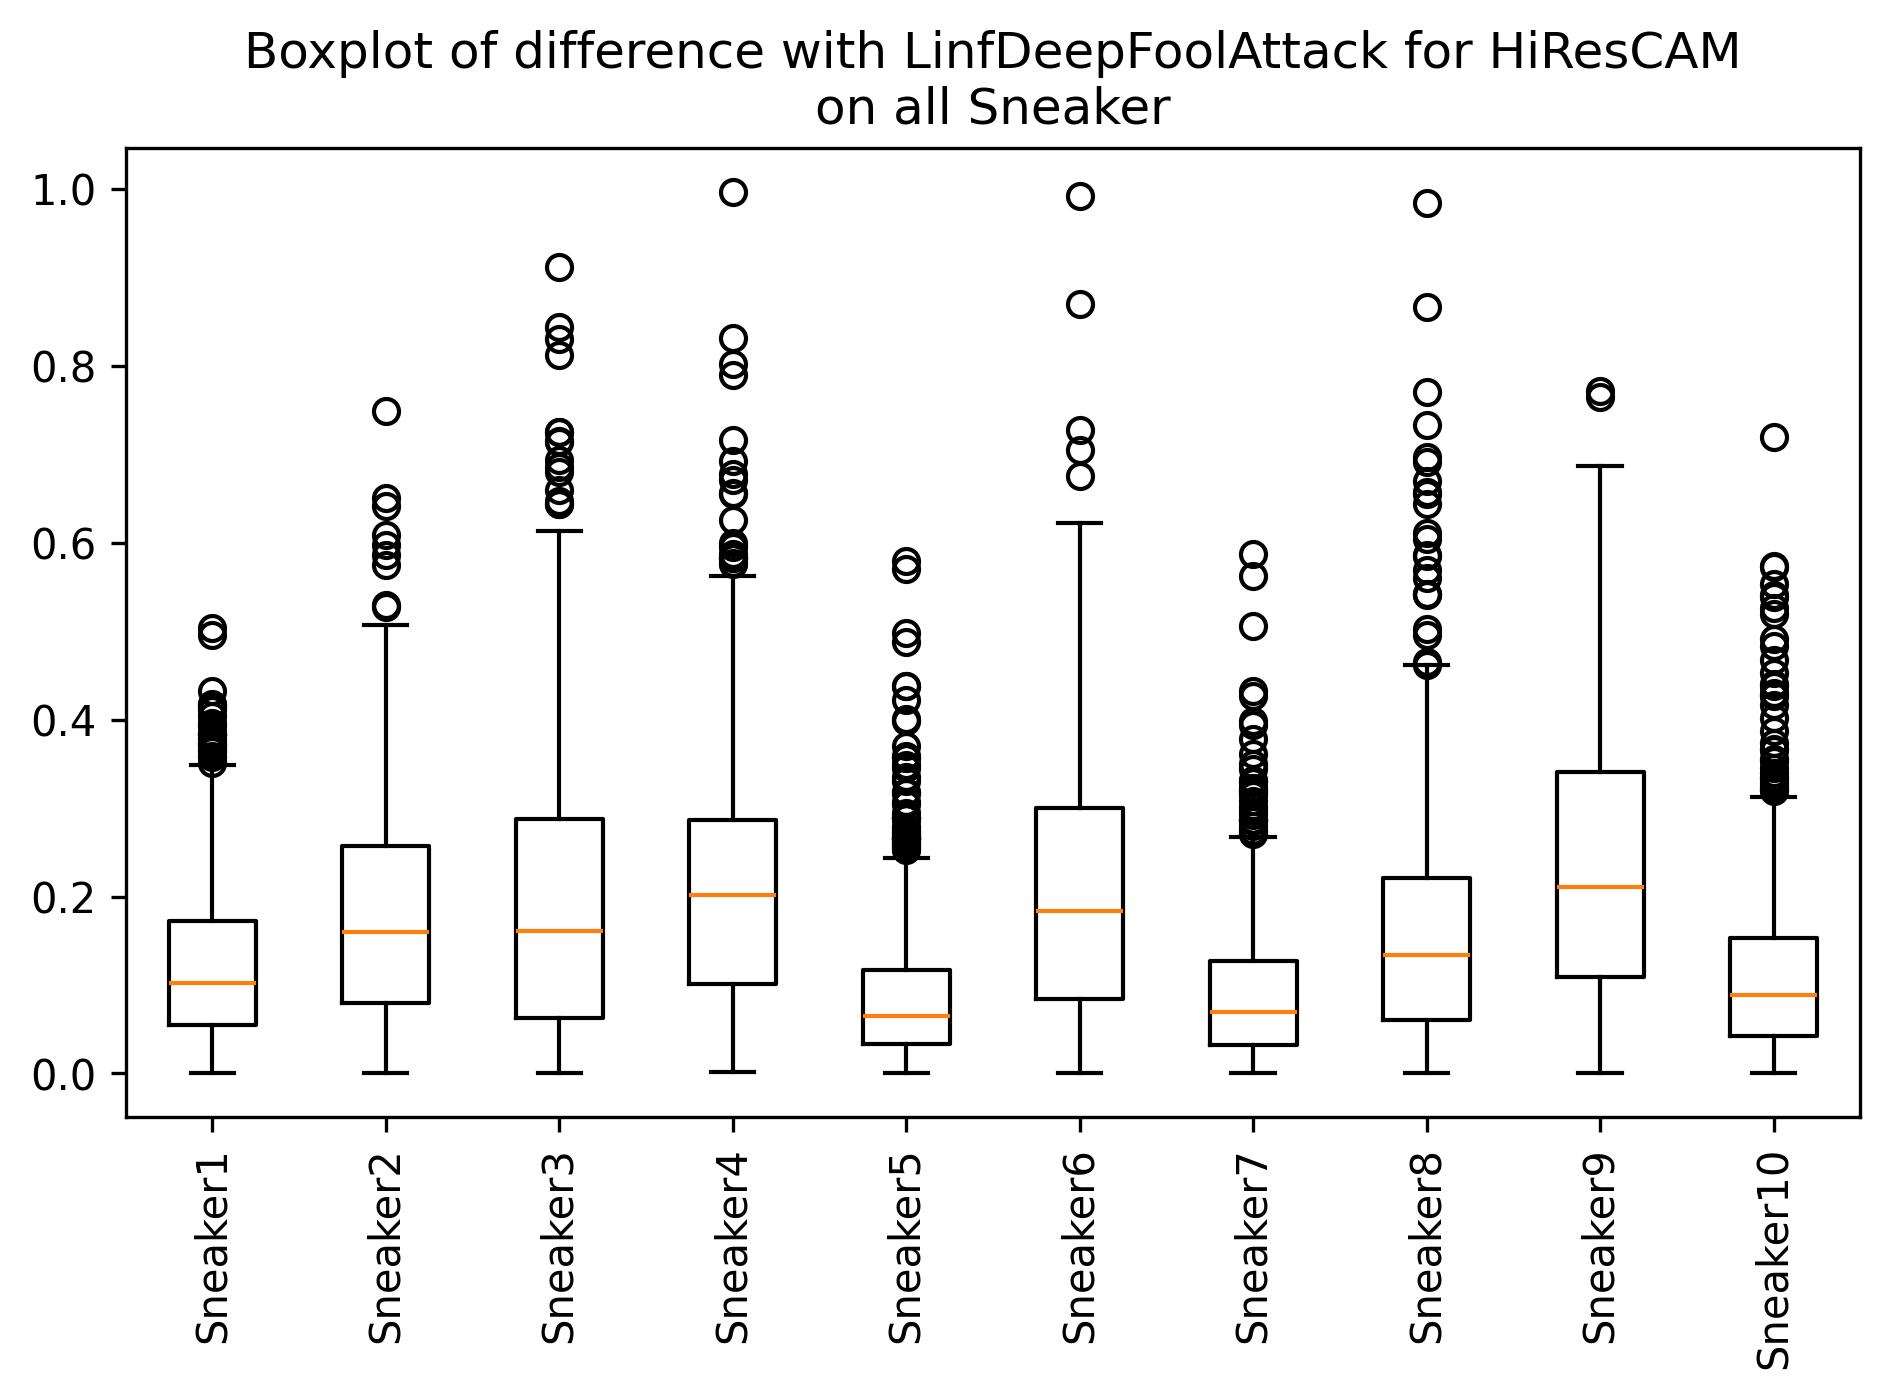 Boxplot of difference with LinfDeepFoolAttack for HiResCAM
on all Sneaker
1.0
0.8
0.6
0.4
0.2
0.0
Sneaker1
Sneaker2
Sneaker3
Sneaker4
Sneaker5
Sneaker6
Sneaker7
Sneaker8
Sneaker9
Sneaker10